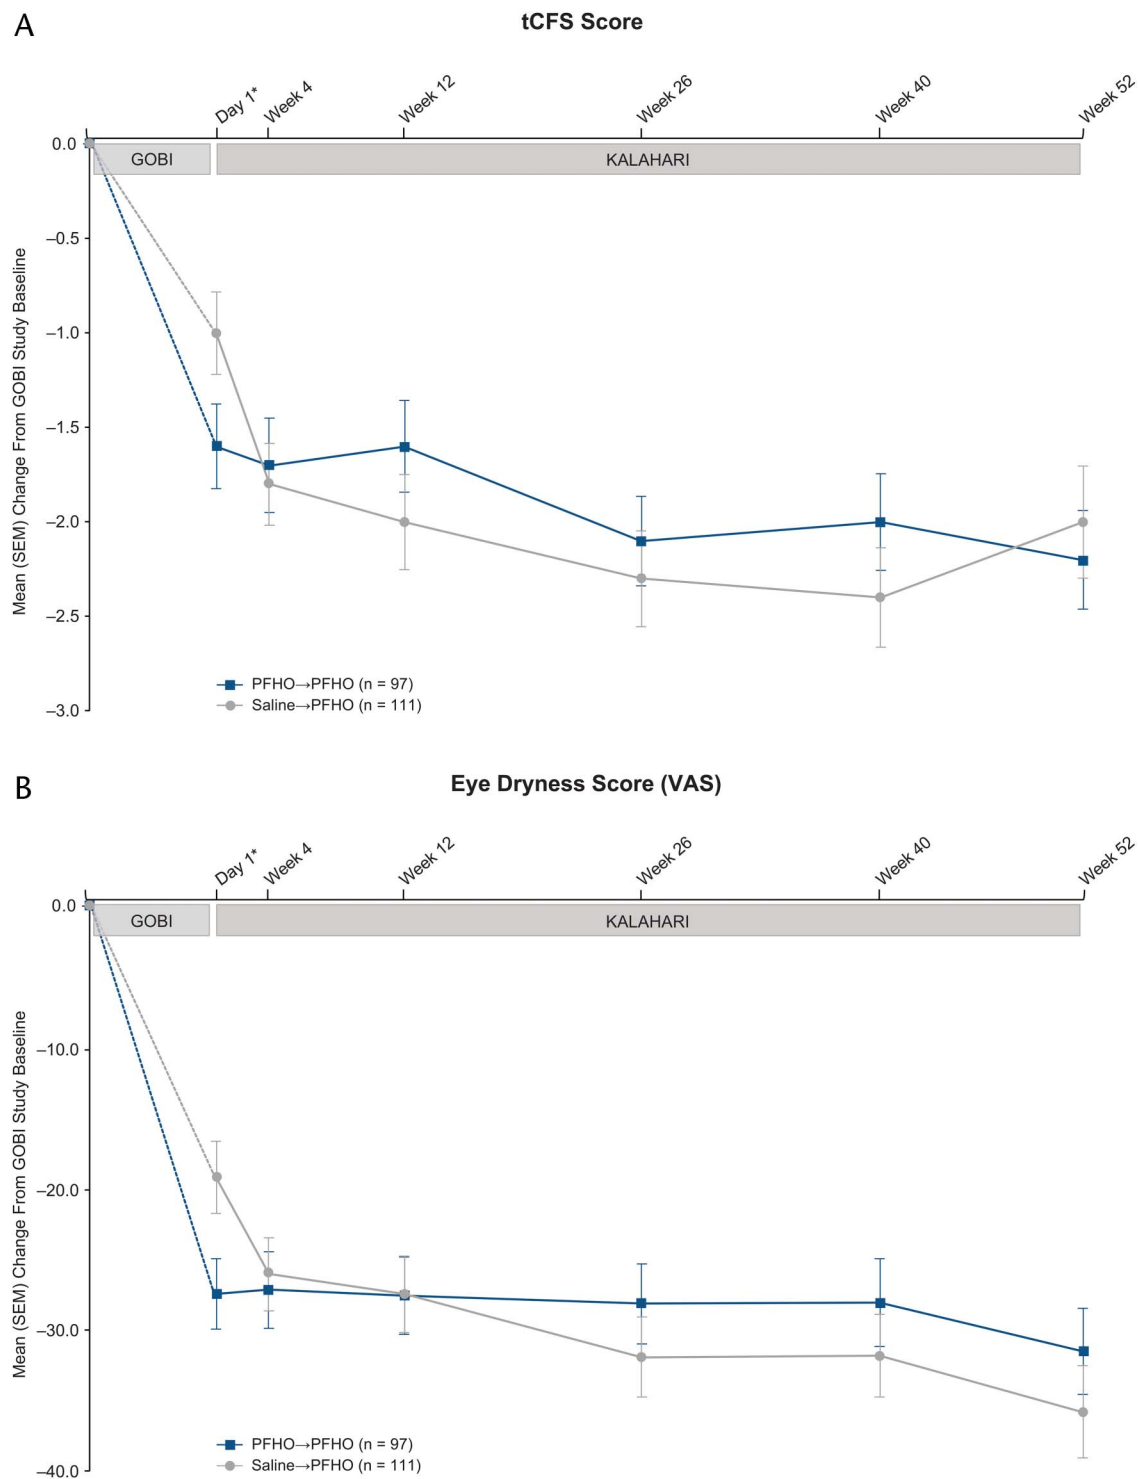 A
tCFS Score
Day 1*
Week 4
Week 12
Week 26
Week 40
Week 52
0.0
GOBI
KALAHARI
–0.5
–1.0
–1.5
–2.0
–2.5
–3.0
Mean (SEM) Change From GOBI Study Baseline
PFHO→PFHO (n = 97)
Saline→PFHO (n = 111)
B
Eye Dryness Score (VAS)
Day 1*
Week 4
Week 12
Week 26
Week 40
Week 52
0.0
GOBI
KALAHARI
–10.0
–20.0
–30.0
–40.0
Mean (SEM) Change From GOBI Study Baseline
PFHO→PFHO (n = 97)
Saline→PFHO (n = 111)